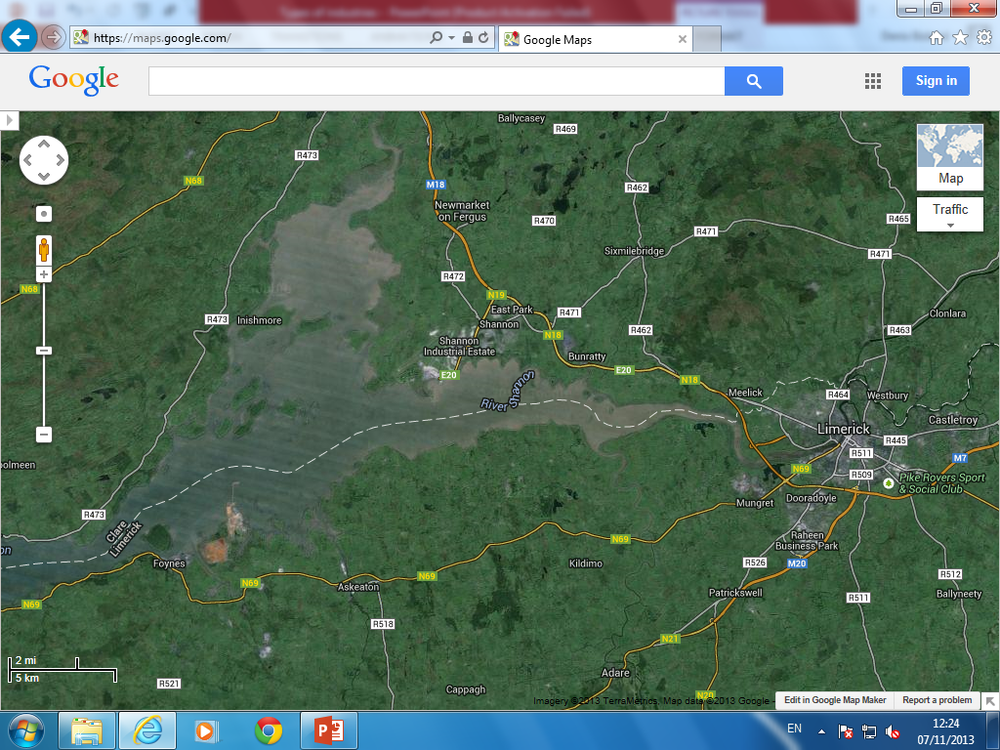 https://maps.google.com/
Google Maps
Google
Sign in
Ballycasey
R469
R473
N68
M18
R462
Map
Newmarket
on Fergus
R470
Traffic
R465
R471
Sixmilebridge
R471
R472
N68
N19
East Park
R471
Clonlara
R473
Inishmore
Shannon
N18
R462
R463
Shannon
Industrial Estate
Bunratty
E20
E20
N18
River Shannon
Meelick
R464
Westbury
Castletroy
Limerick
R445
R511
M7
N69
R509
Pike Rovers Sport
& Social Club
Mungret
Dooradoyle
R473
Clare
Limerick
N69
Raheen
Business Park
Foynes
Kildimo
R526
M20
N69
N69
Askeaton
R512
Patrickswell
R511
Ballyneety
N69
R518
N21
2 mi
5 km
R521
Adare
Cappagh
N20
Imagery ©2013 TerraMetrics, Map data ©2013 Google -
Edit in Google Map Maker
Report a problem
EN
12:24
07/11/2013